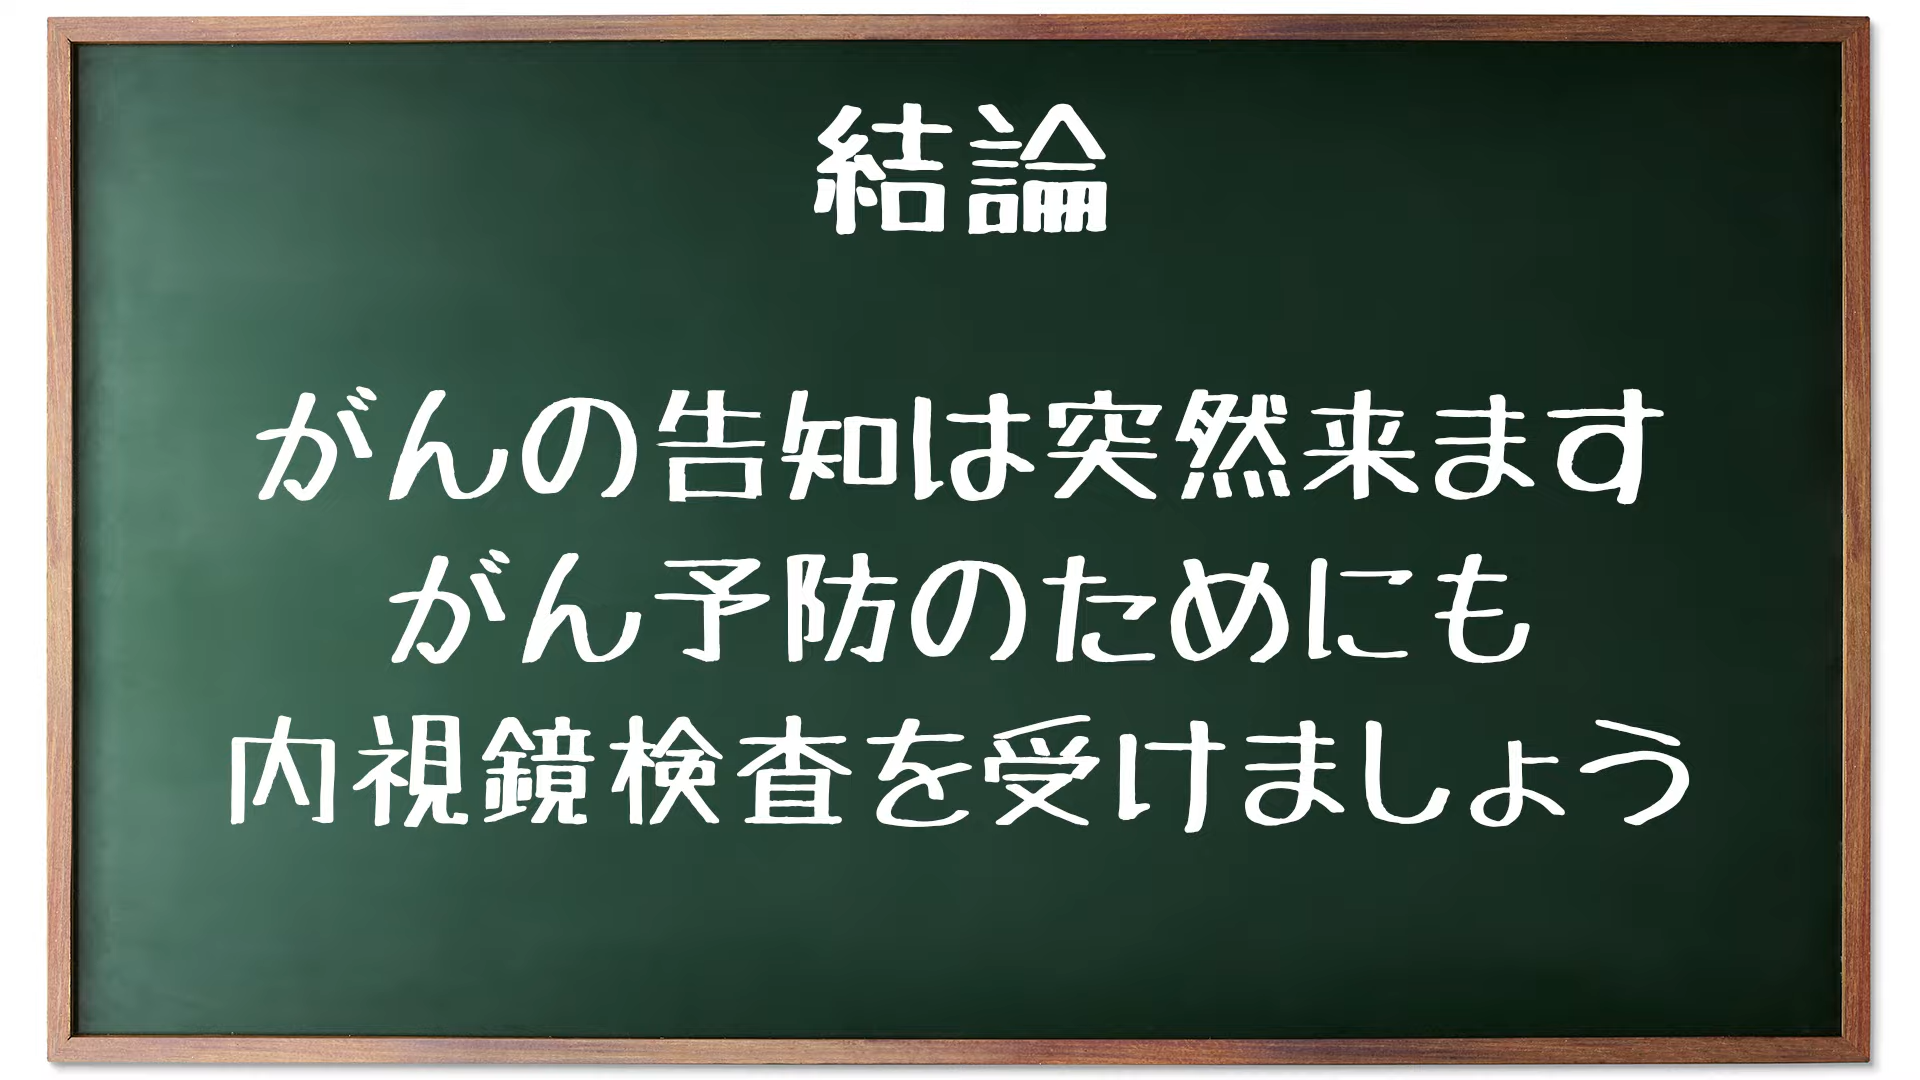 結論
がんの告知は突然来ます
がん予防のためにも
内視鏡検査を受けましょう